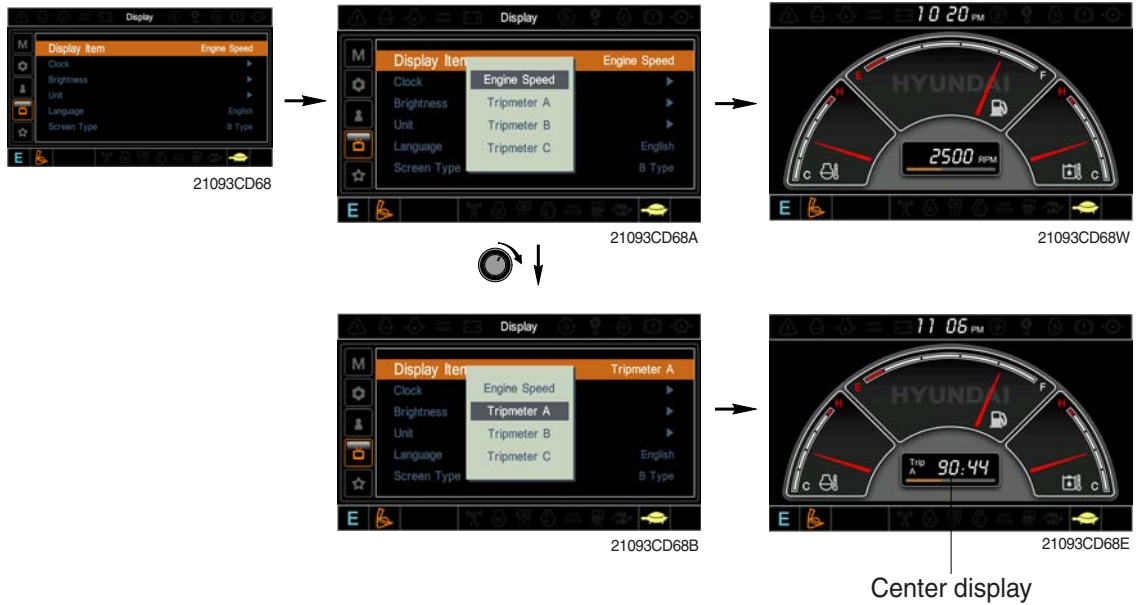 Display
M
Display Item Engine Speed
Clock
Brightness
Unit
Language English
Screen Type B Type
E
21093CD68
Display
M
Display Item Engine Speed
Clock
Brightness
Unit
Language English
Screen Type B Type
Engine Speed
Tripmeter A
Tripmeter B
Tripmeter C
E
21093CD68A
10 20 PM
HYUNDAI
E F
H H
C C
2500 RPM
E
21093CD68W
Display
M
Display Item Tripmeter A
Clock
Brightness
Unit
Language English
Screen Type B Type
Engine Speed
Tripmeter A
Tripmeter B
Tripmeter C
E
21093CD68B
11 06 PM
HYUNDAI
E F
H H
C C
Trip A 90:44
E
21093CD68E
Center display